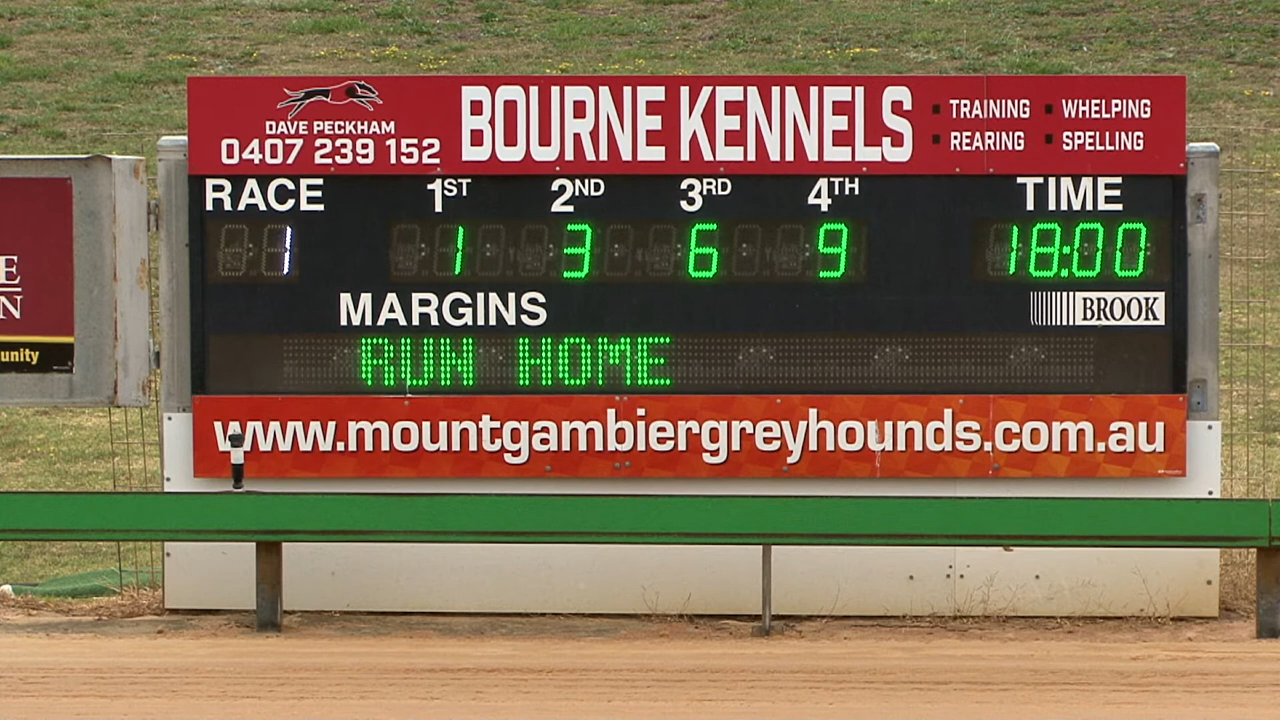 DAVE PECKHAM
0407 239 152
BOURNE KENNELS
▪ TRAINING ▪ WHELPING
▪ REARING ▪ SPELLING
RACE 1ST 2ND 3RD 4TH TIME
1 1 3 6 9 18:00
MARGINS
BROOK
RUN HOME
www.mountgambiergreyhounds.com.au
E
N
unity